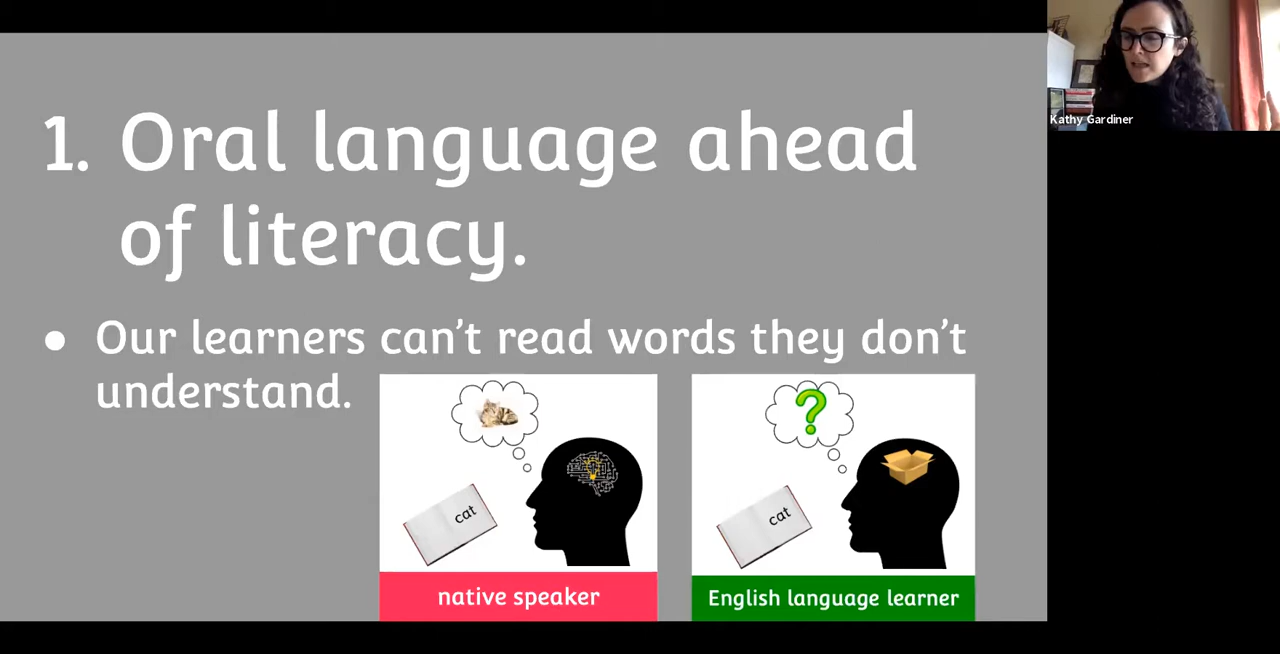 1. Oral language ahead
of literacy.
● Our learners can't read words they don't
understand.
cat
native speaker
cat
English language learner
Kathy Gardiner